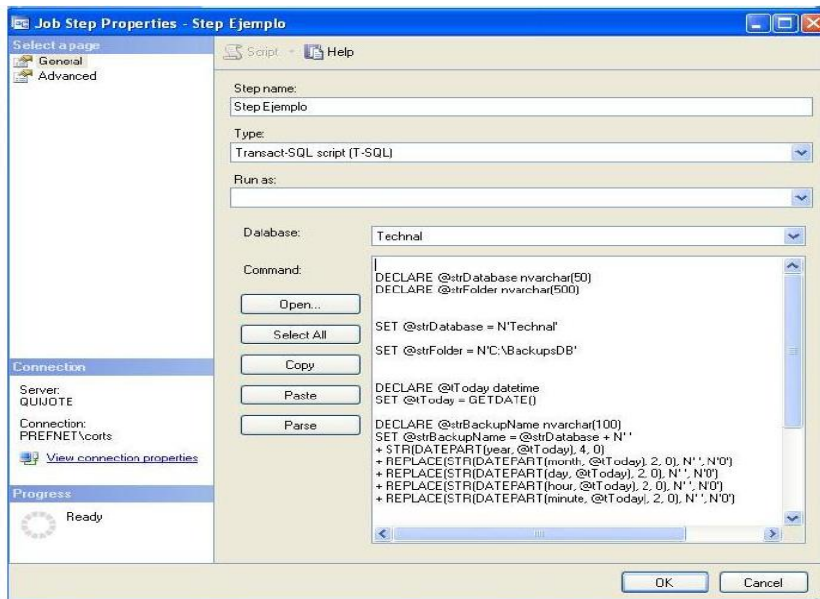 Job Step Properties - Step Ejemplo
Select a page
General
Advanced
Script
Help
Step name:
Step Ejemplo
Type:
Transact-SQL script (T-SQL)
Run as:
Database:
Technal
Command:
Open...
Select All
Copy
Paste
Parse
DECLARE @strDatabase nvarchar(50)
DECLARE @strFolder nvarchar(500)
SET @strDatabase = N'Technal'
SET @strFolder = N'C:\BackupsDB'
DECLARE @tToday datetime
SET @tToday = GETDATE()
DECLARE @strBackupName nvarchar(100)
SET @strBackupName = @strDatabase + N' '
+ STR(DATEPART(year, @tToday), 4, 0)
+ REPLACE(STR(DATEPART(month, @tToday), 2, 0), N' ', N'0')
+ REPLACE(STR(DATEPART(day, @tToday), 2, 0), N' ', N'0')
+ REPLACE(STR(DATEPART(hour, @tToday), 2, 0), N' ', N'0')
+ REPLACE(STR(DATEPART(minute, @tToday), 2, 0), N' ', N'0')
Connection
Server:
QUIJOTE
Connection:
PREFNET\corts
View connection properties
Progress
Ready
OK
Cancel